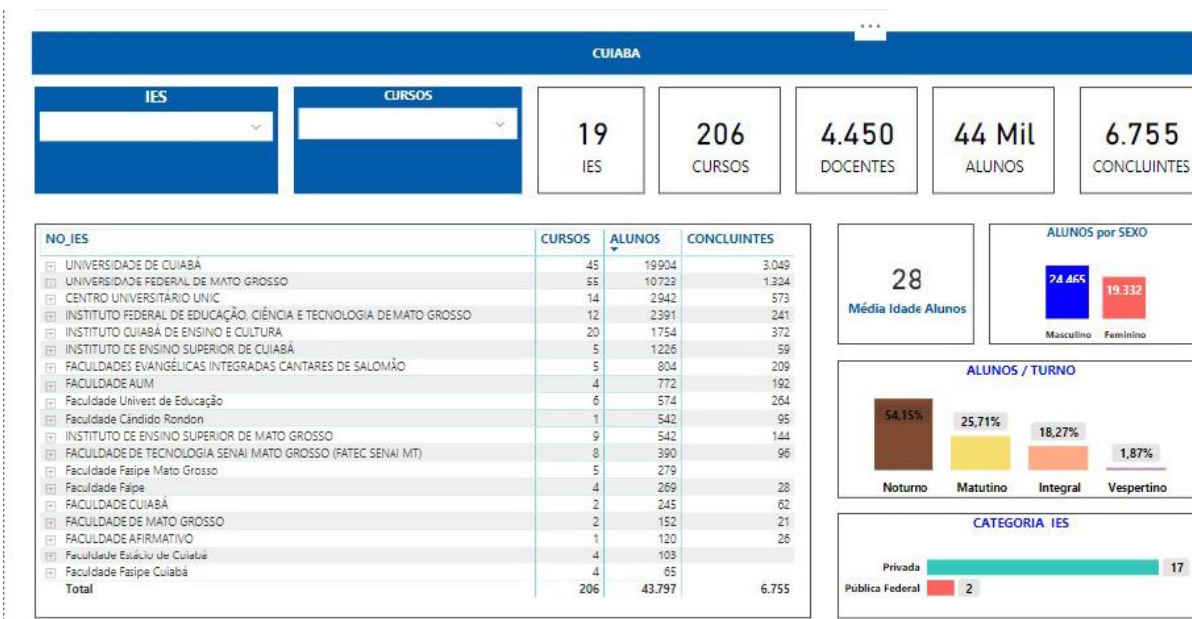 CUIABA
IES
CURSOS
19
IES
206
CURSOS
4.450
DOCENTES
44 Mil
ALUNOS
6.755
CONCLUINTES
NO_IES CURSOS ALUNOS CONCLUINTES
UNIVERSIDADE DE CUIABÁ 45 19904 3.049
UNIVERSIDADE FEDERAL DE MATO GROSSO 55 10723 1.324
CENTRO UNIVERSITARIO UNIC 14 2942 573
INSTITUTO FEDERAL DE EDUCAÇÃO, CIÊNCIA E TECNOLOGIA DE MATO GROSSO 12 2391 241
INSTITUTO CUIABÁ DE ENSINO E CULTURA 20 1754 372
INSTITUTO DE ENSINO SUPERIOR DE CUIABÁ 5 1226 59
FACULDADES EVANGÉLICAS INTEGRADAS CANTARES DE SALOMÃO 5 804 209
FACULDADE AUM 4 772 192
Faculdade Univest de Educação 6 574 264
Faculdade Cândido Rondon 1 542 95
INSTITUTO DE ENSINO SUPERIOR DE MATO GROSSO 9 542 144
FACULDADE DE TECNOLOGIA SENAI MATO GROSSO (FATEC SENAI MT) 8 390 96
Faculdade Fasipe Mato Grosso 5 279
Faculdade Faipe 4 269 28
FACULDADE CUIABÁ 2 245 62
FACULDADE DE MATO GROSSO 2 152 21
FACULDADE AFIRMATIVO 1 120 26
Faculdade Estácio de Cuiabá 4 103
Faculdade Fasipe Cuiabá 4 65
Total 206 43.797 6.755
28
Média Idade Alunos
ALUNOS por SEXO
24.465 19.332
Masculino Feminino
ALUNOS / TURNO
54,15% 25,71% 18,27% 1,87%
Noturno Matutino Integral Vespertino
CATEGORIA IES
Privada 17
Pública Federal 2